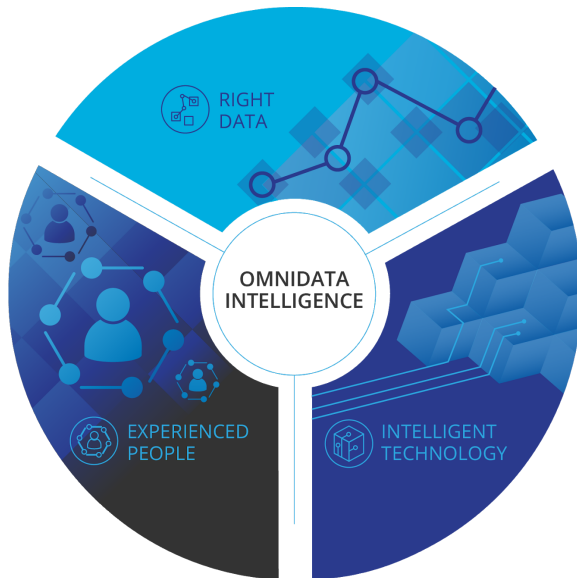 RIGHT
DATA
OMNIDATA
INTELLIGENCE
EXPERIENCED
PEOPLE
INTELLIGENT
TECHNOLOGY